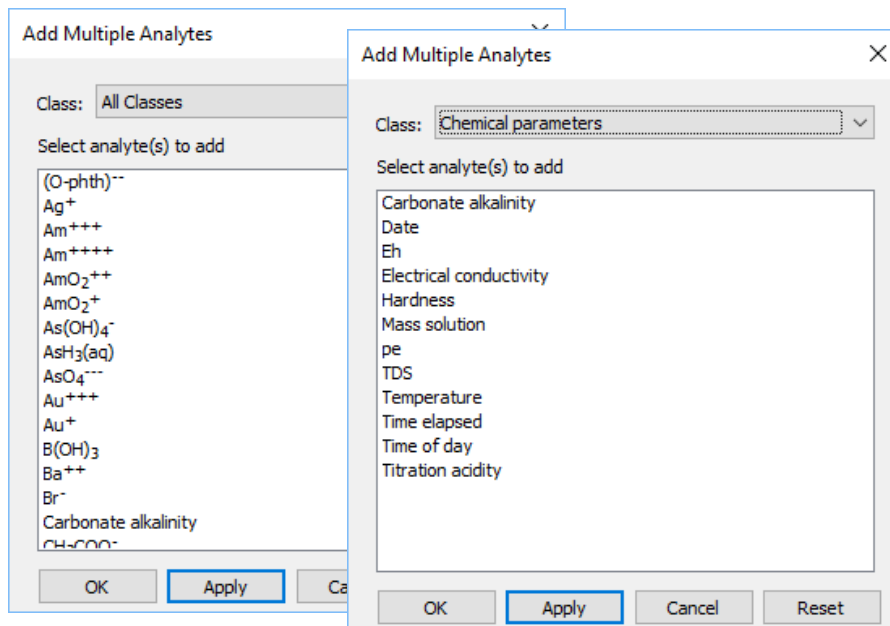 Add Multiple Analytes
Class: All Classes
Select analyte(s) to add
(O-phth)⁻⁻
Ag⁺
Am⁺⁺⁺
Am⁺⁺⁺⁺
AmO₂⁺⁺
AmO₂⁺
As(OH)₄⁻
AsH₃(aq)
AsO₄⁻⁻⁻
Au⁺⁺⁺
Au⁺
B(OH)₃
Ba⁺⁺
Br⁻
Carbonate alkalinity
CH₃COO⁻
OK Apply Ca
Add Multiple Analytes
Class: Chemical parameters
Select analyte(s) to add
Carbonate alkalinity
Date
Eh
Electrical conductivity
Hardness
Mass solution
pe
TDS
Temperature
Time elapsed
Time of day
Titration acidity
OK Apply Cancel Reset